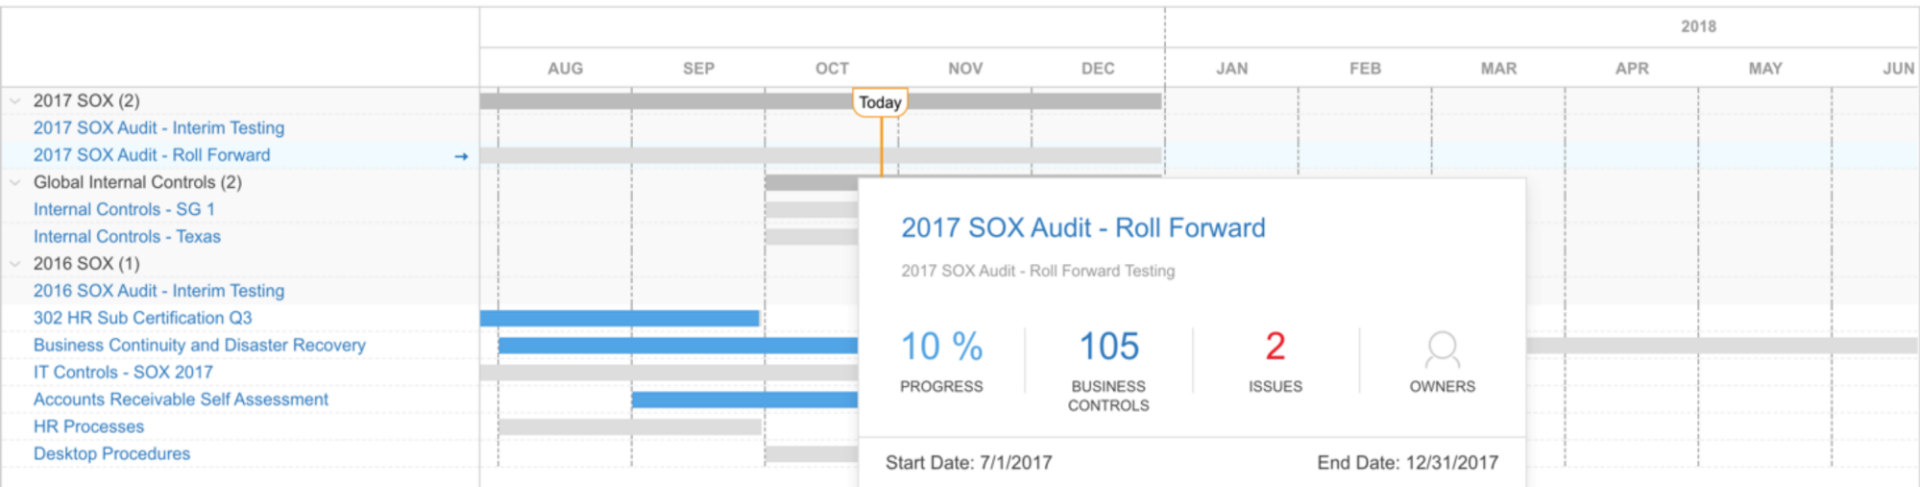 2018
AUG SEP OCT NOV DEC JAN FEB MAR APR MAY JUN
2017 SOX (2)
Today
2017 SOX Audit - Interim Testing
2017 SOX Audit - Roll Forward →
Global Internal Controls (2)
Internal Controls - SG 1
Internal Controls - Texas
2016 SOX (1)
2016 SOX Audit - Interim Testing
302 HR Sub Certification Q3
Business Continuity and Disaster Recovery
IT Controls - SOX 2017
Accounts Receivable Self Assessment
HR Processes
Desktop Procedures
2017 SOX Audit - Roll Forward
2017 SOX Audit - Roll Forward Testing
10 % 105 2
PROGRESS BUSINESS ISSUES OWNERS
CONTROLS
Start Date: 7/1/2017 End Date: 12/31/2017